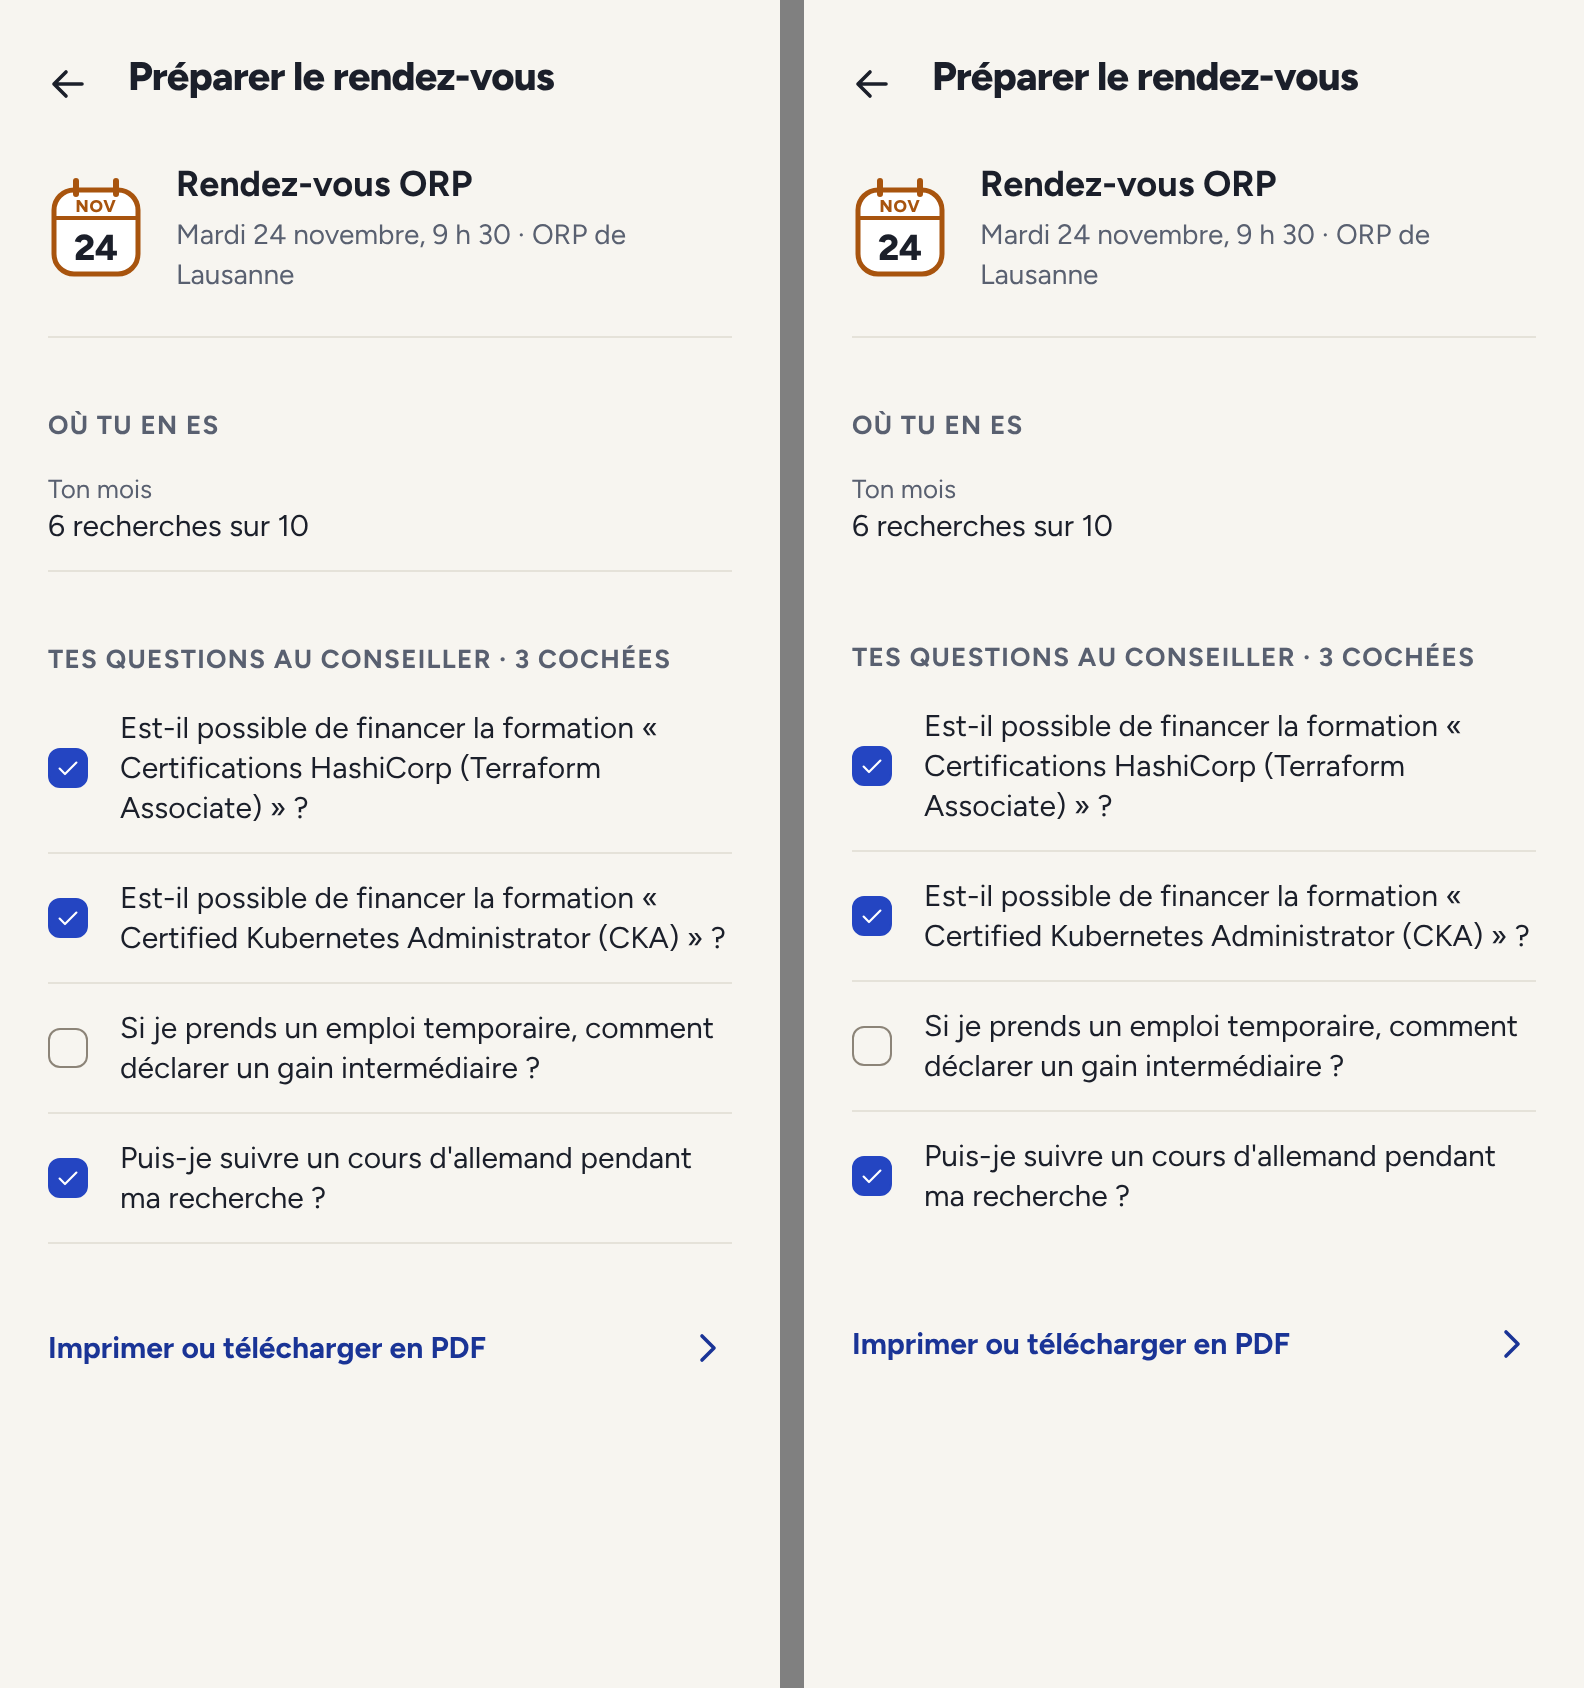 Préparer le rendez-vous
NOV
24
Rendez-vous ORP
Mardi 24 novembre, 9 h 30 · ORP de
Lausanne
OÙ TU EN ES
Ton mois
6 recherches sur 10
TES QUESTIONS AU CONSEILLER · 3 COCHÉES
Est-il possible de financer la formation «
Certifications HashiCorp (Terraform
Associate) » ?
Est-il possible de financer la formation «
Certified Kubernetes Administrator (CKA) » ?
Si je prends un emploi temporaire, comment
déclarer un gain intermédiaire ?
Puis-je suivre un cours d'allemand pendant
ma recherche ?
Imprimer ou télécharger en PDF
Préparer le rendez-vous
NOV
24
Rendez-vous ORP
Mardi 24 novembre, 9 h 30 · ORP de
Lausanne
OÙ TU EN ES
Ton mois
6 recherches sur 10
TES QUESTIONS AU CONSEILLER · 3 COCHÉES
Est-il possible de financer la formation «
Certifications HashiCorp (Terraform
Associate) » ?
Est-il possible de financer la formation «
Certified Kubernetes Administrator (CKA) » ?
Si je prends un emploi temporaire, comment
déclarer un gain intermédiaire ?
Puis-je suivre un cours d'allemand pendant
ma recherche ?
Imprimer ou télécharger en PDF